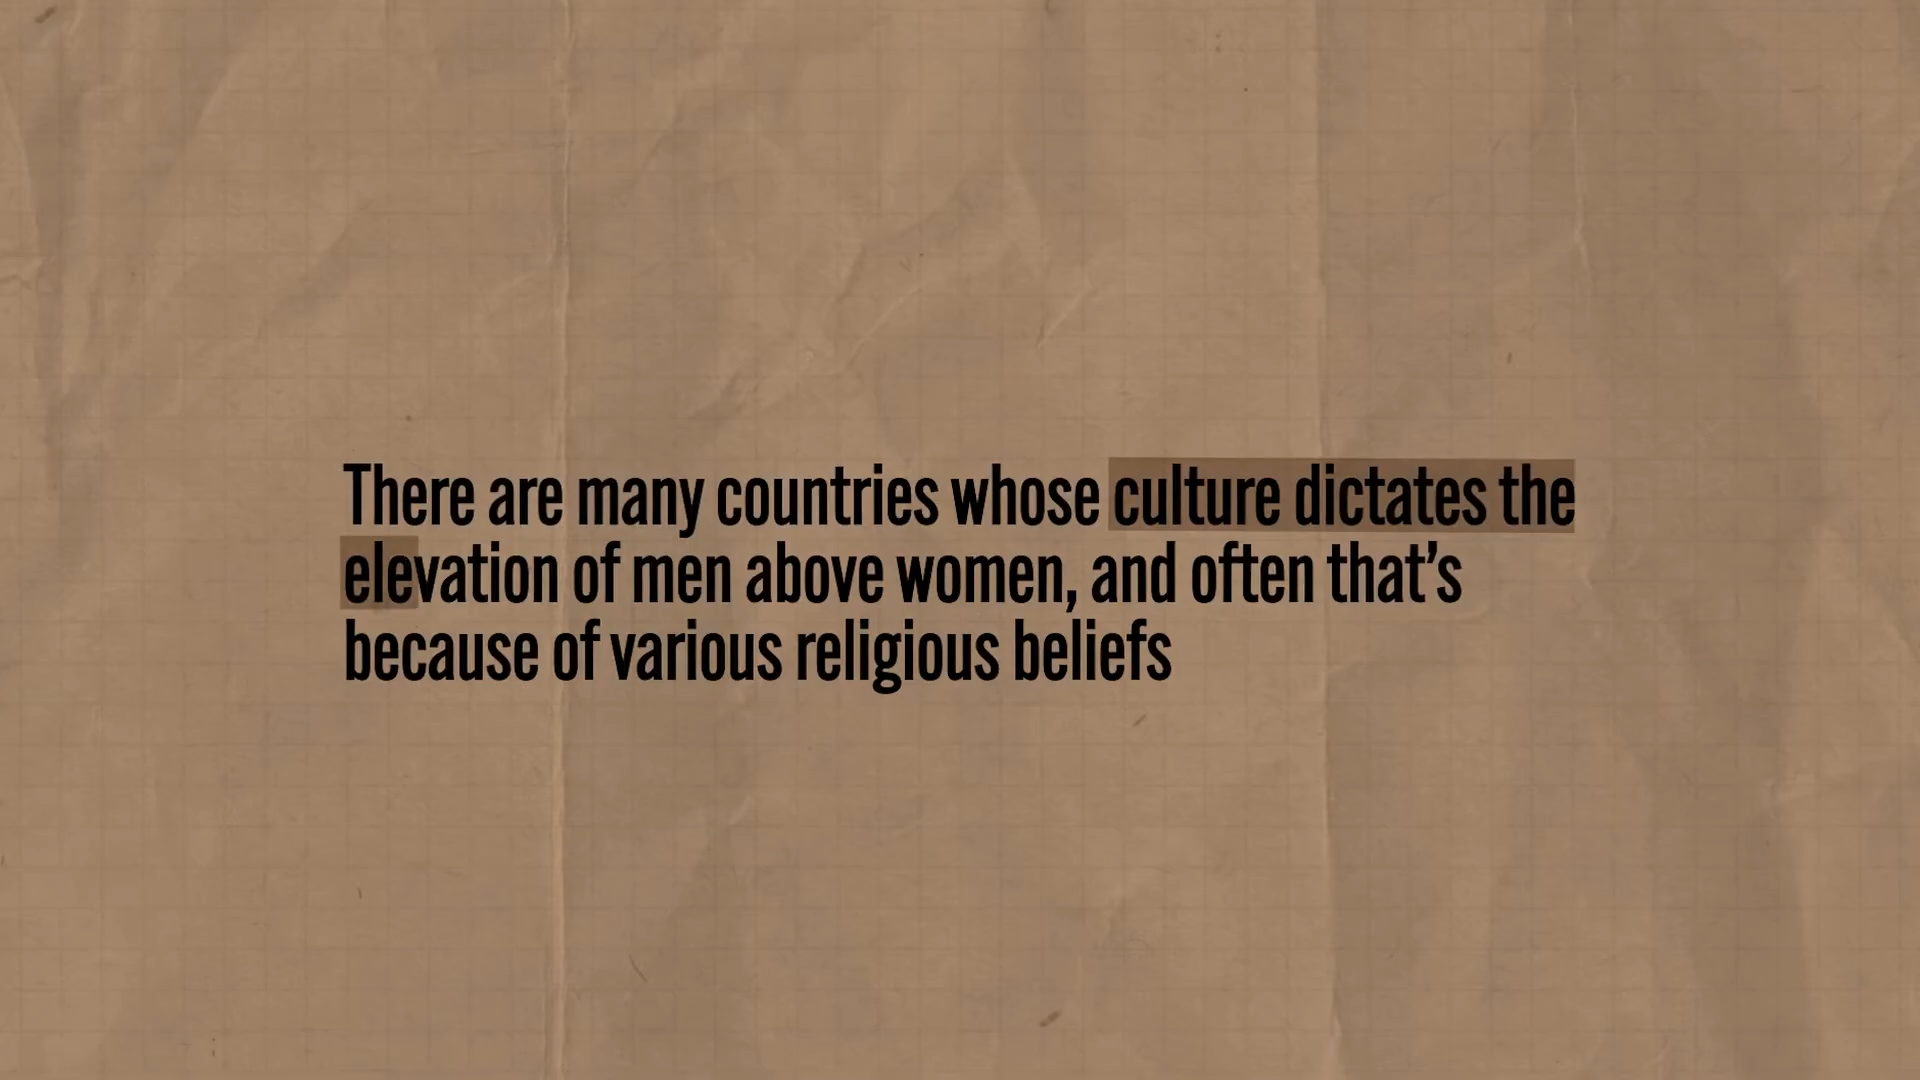 There are many countries whose culture dictates the
elevation of men above women, and often that’s
because of various religious beliefs